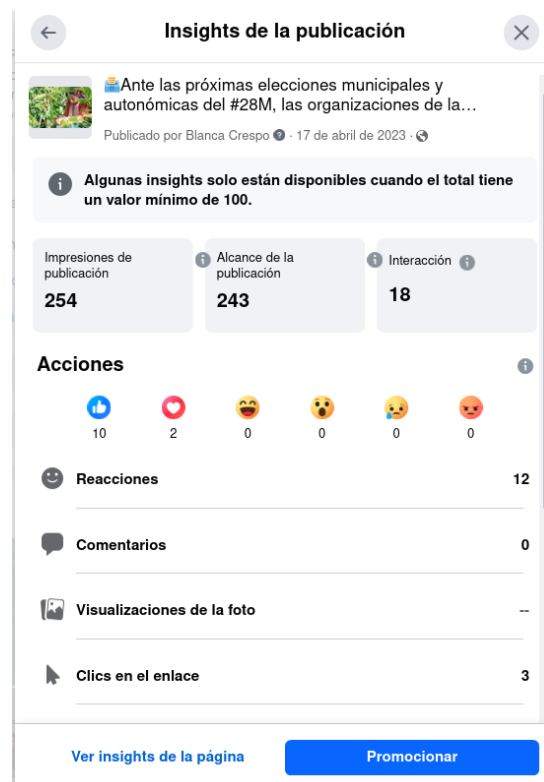 Insights de la publicación
Ante las próximas elecciones municipales y
autonómicas del #28M, las organizaciones de la…
Publicado por Blanca Crespo · 17 de abril de 2023 ·
Algunas insights solo están disponibles cuando el total tiene
un valor mínimo de 100.
Impresiones de
publicación
254
Alcance de la
publicación
243
Interacción
18
Acciones
10
2
0
0
0
0
Reacciones
12
Comentarios
0
Visualizaciones de la foto
--
Clics en el enlace
3
Ver insights de la página
Promocionar